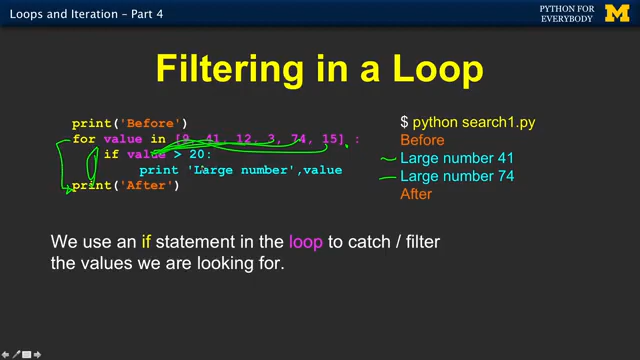 Loops and Iteration – Part 4
PYTHON FOR
EVERYBODY
M
Filtering in a Loop
print('Before')
for value in [9, 41, 12, 3, 74, 15] :
if value > 20:
print 'Large number',value
print('After')
$ python search1.py
Before
Large number 41
Large number 74
After
We use an if statement in the loop to catch / filter
the values we are looking for.